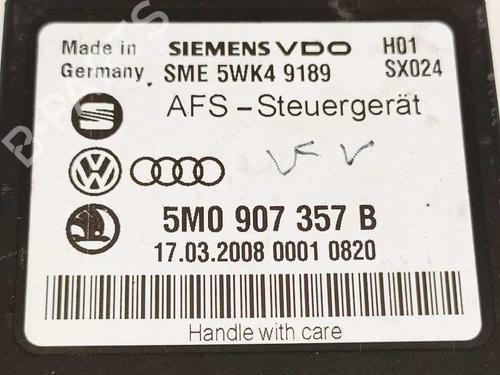 Made in Germany
SIEMENS VDO
H01
SME 5WK4 9189
SX024
AFS - Steuergerät
5M0 907 357 B
17.03.2008 0001 0820
Handle with care